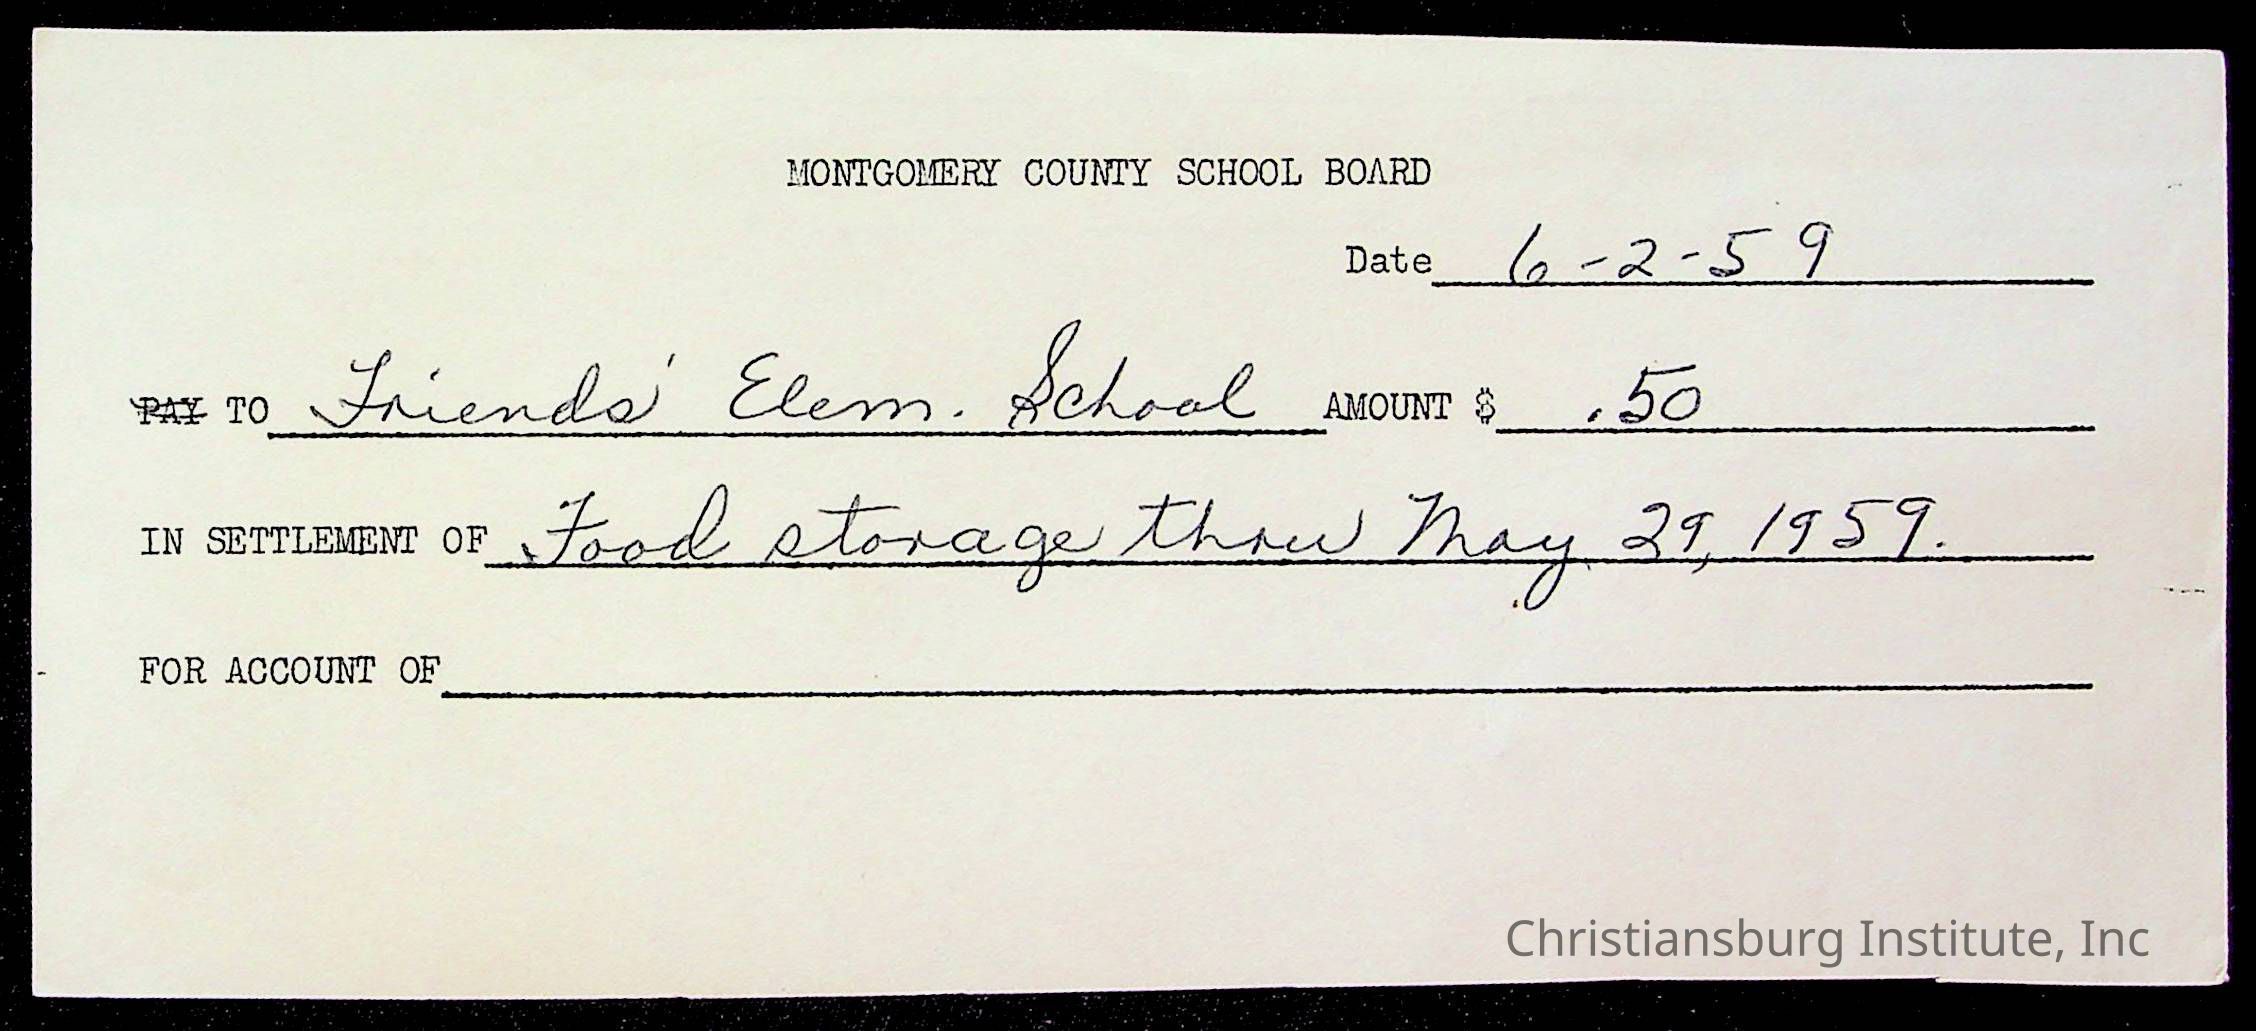 MONTGOMERY COUNTY SCHOOL BOARD
Date 6-2-59
PAY TO Friends' Elem. School AMOUNT $ .50
IN SETTLEMENT OF Food storage thru May 29, 1959.
FOR ACCOUNT OF
Christiansburg Institute, Inc